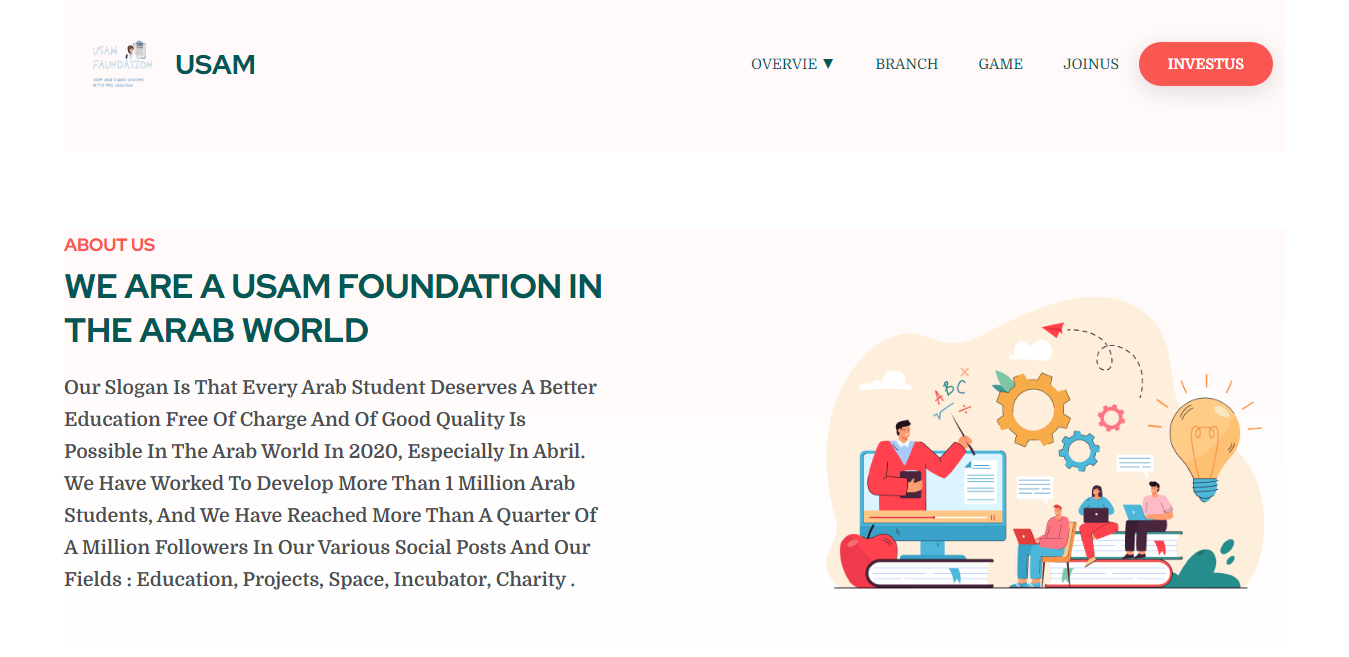 USAM
FAUNDATION
USAM
OVERVIE ▼
BRANCH
GAME
JOINUS
INVESTUS
ABOUT US
WE ARE A USAM FOUNDATION IN
THE ARAB WORLD
Our Slogan Is That Every Arab Student Deserves A Better
Education Free Of Charge And Of Good Quality Is
Possible In The Arab World In 2020, Especially In Abril.
We Have Worked To Develop More Than 1 Million Arab
Students, And We Have Reached More Than A Quarter Of
A Million Followers In Our Various Social Posts And Our
Fields : Education, Projects, Space, Incubator, Charity .
ABC